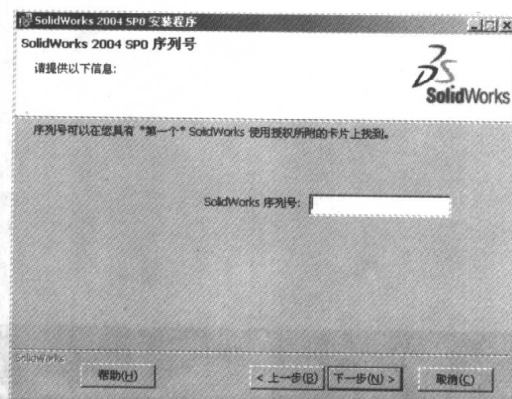 SolidWorks 2004 SP0 安装程序
SolidWorks 2004 SP0 序列号
请提供以下信息:
SolidWorks
序列号可以在您具有 "第一个" SolidWorks 使用授权所附的卡片上找到。
SolidWorks 序列号:
SolidWorks
帮助(H)
< 上一步(B)
下一步(N) >
取消(C)